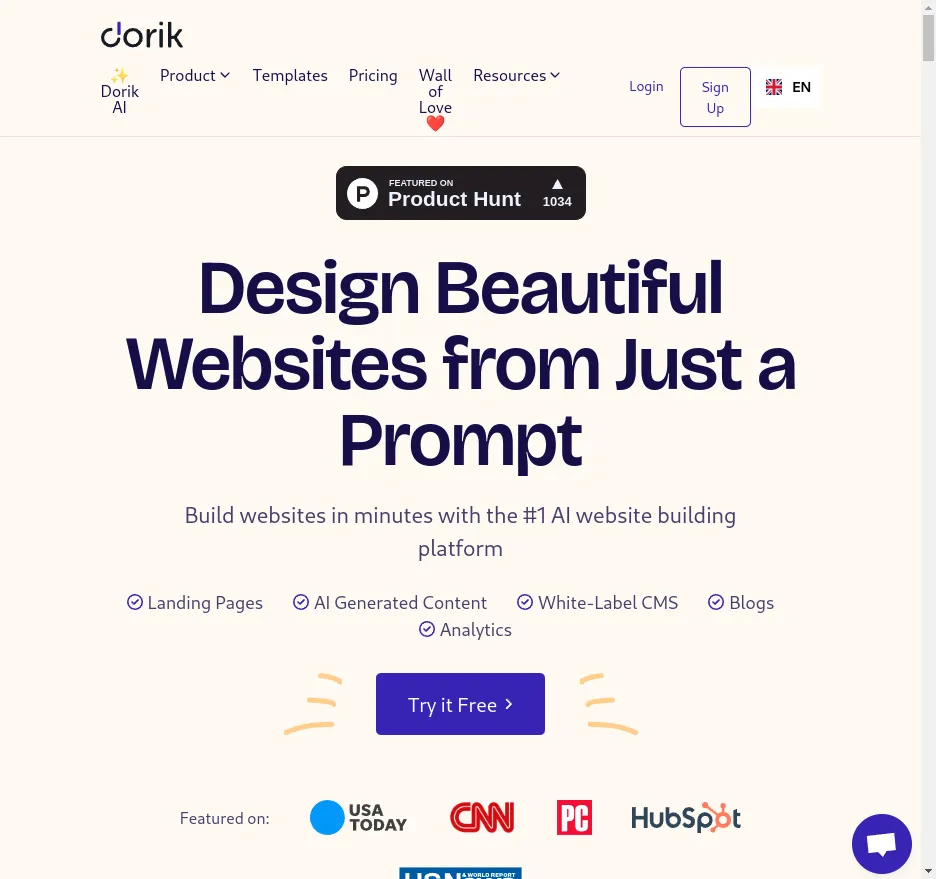 dorik
✨ Dorik AI
Product
Templates
Pricing
Wall of Love ❤️
Resources
Login
Sign Up
EN
P
FEATURED ON
Product Hunt
▲
1034
Design Beautiful
Websites from Just a
Prompt
Build websites in minutes with the #1 AI website building
platform
Landing Pages
AI Generated Content
White-Label CMS
Blogs
Analytics
Try it Free
Featured on:
USA TODAY
CNN
PC
HubSpot
& WORLD REPORT